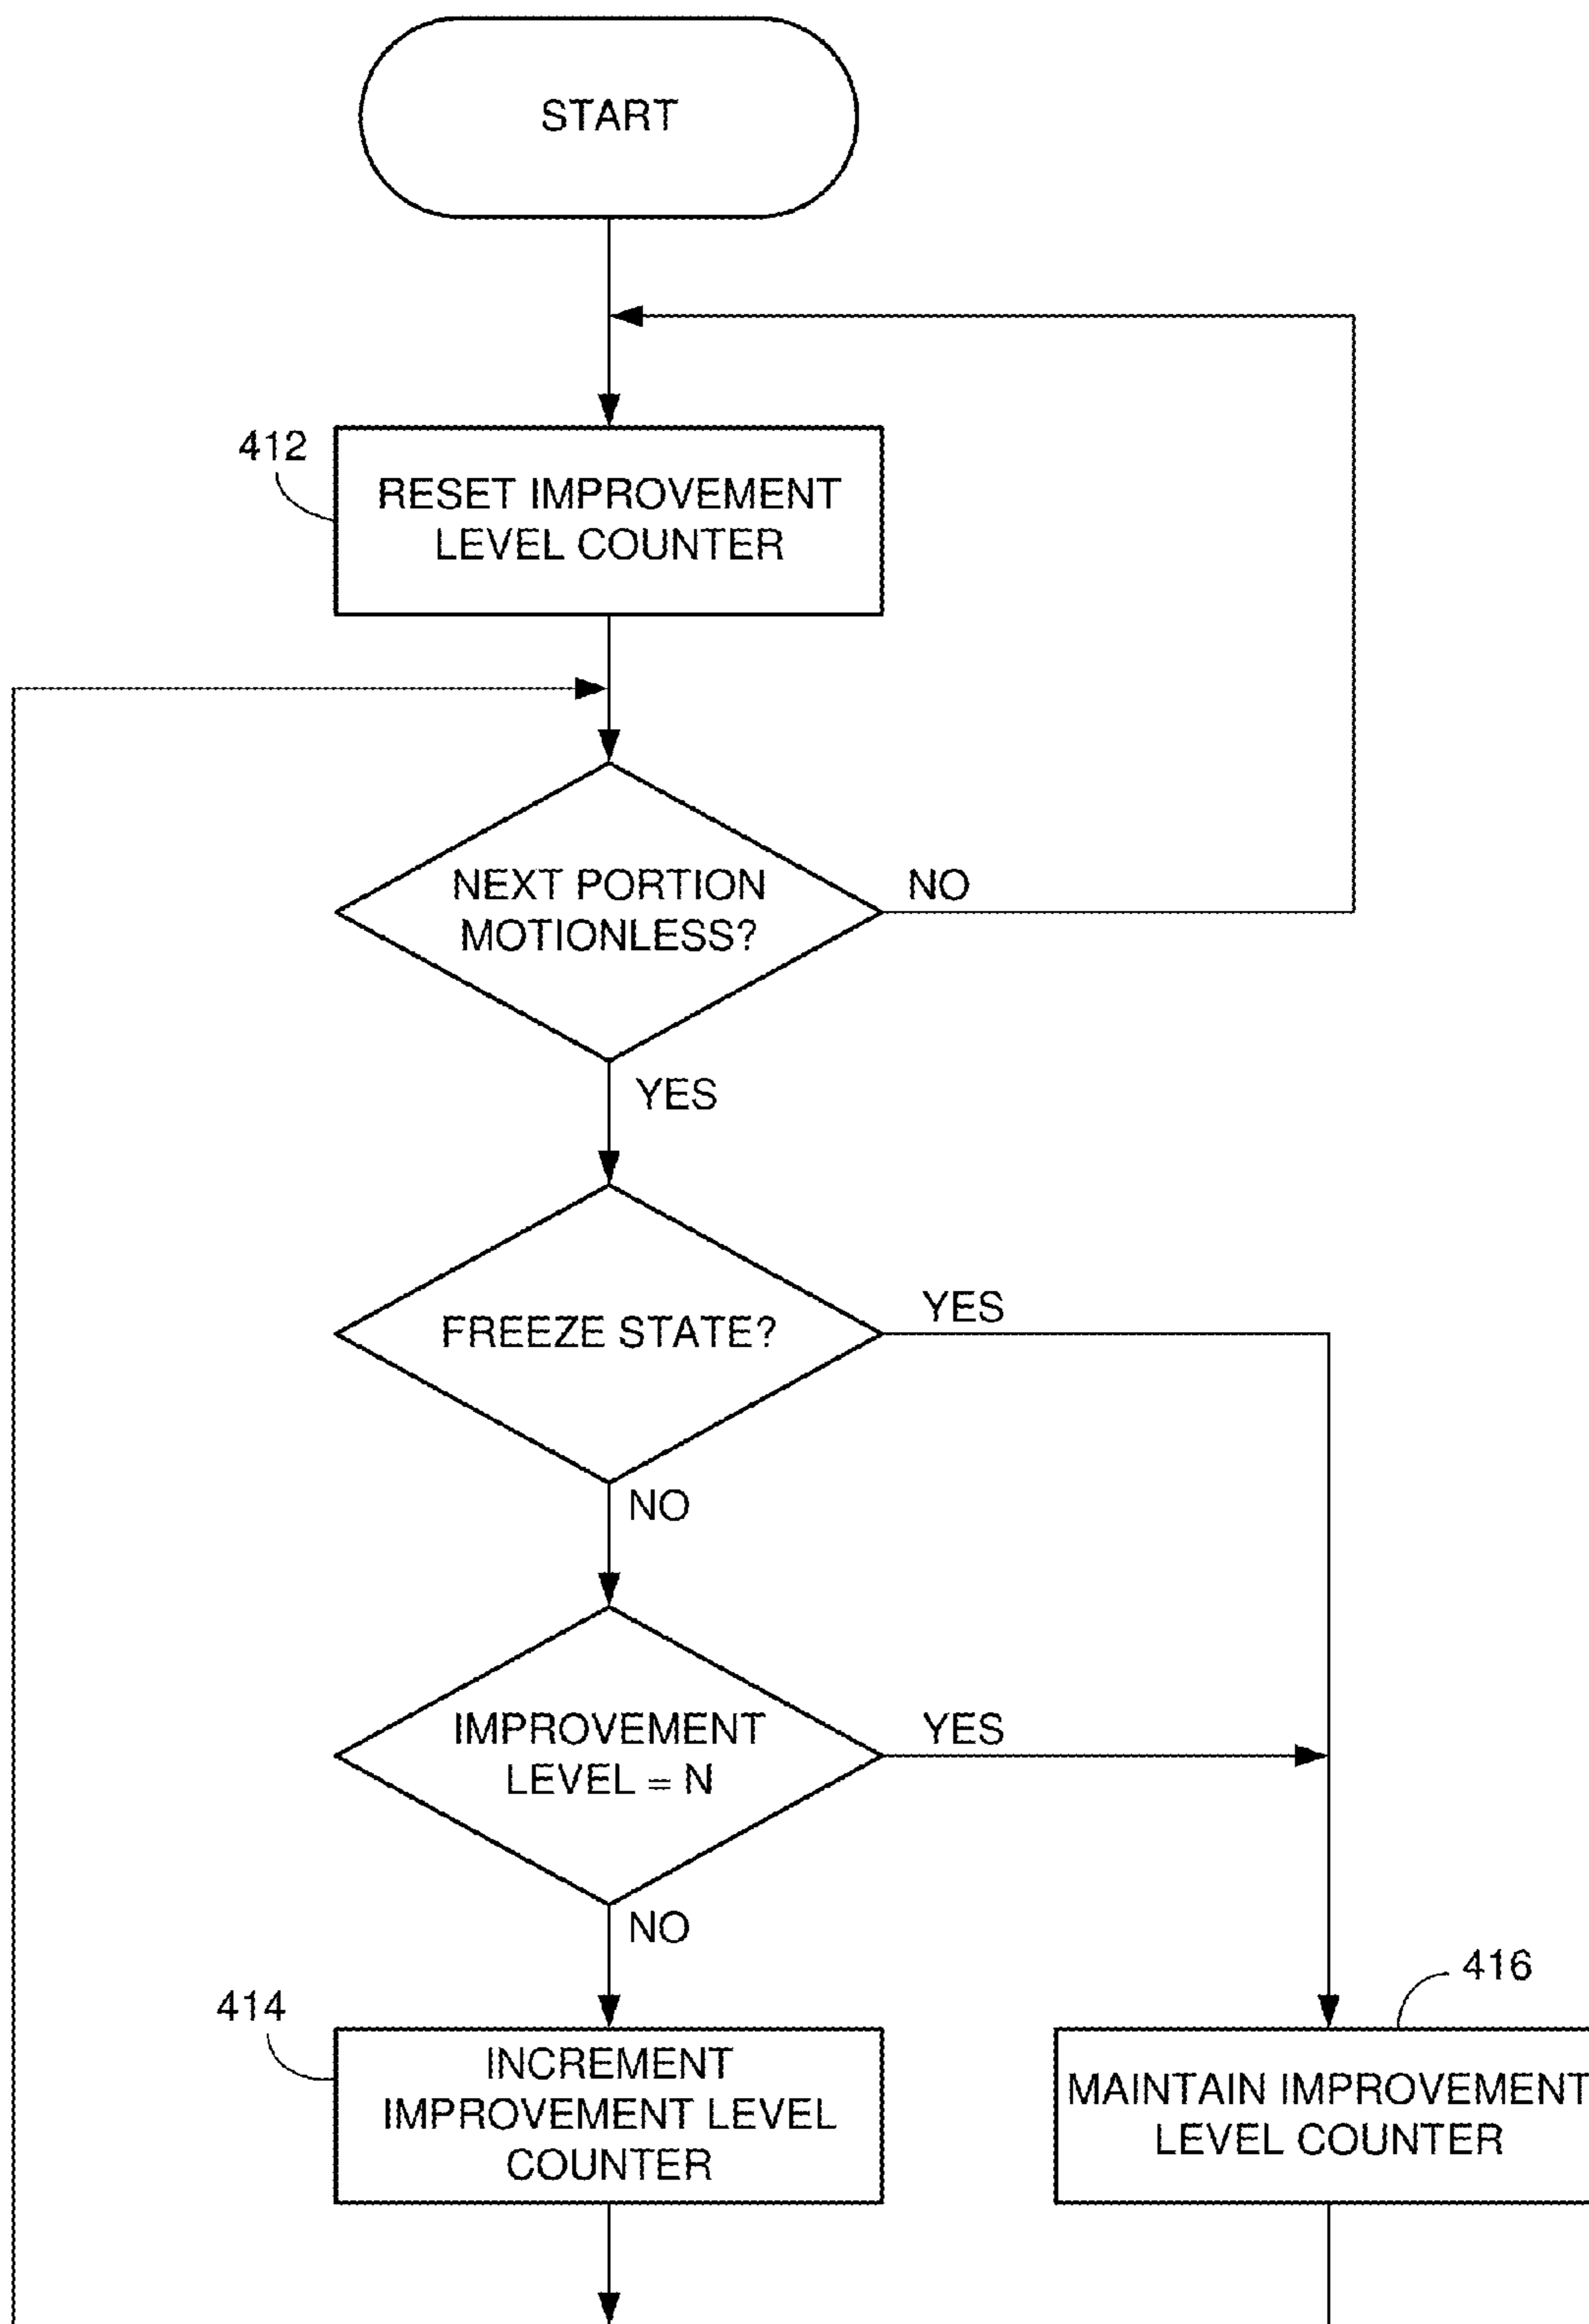 START
412
RESET IMPROVEMENT
LEVEL COUNTER
NEXT PORTION
MOTIONLESS?
NO
YES
FREEZE STATE?
YES
NO
IMPROVEMENT
LEVEL = N
YES
NO
414
INCREMENT
IMPROVEMENT LEVEL
COUNTER
416
MAINTAIN IMPROVEMENT
LEVEL COUNTER